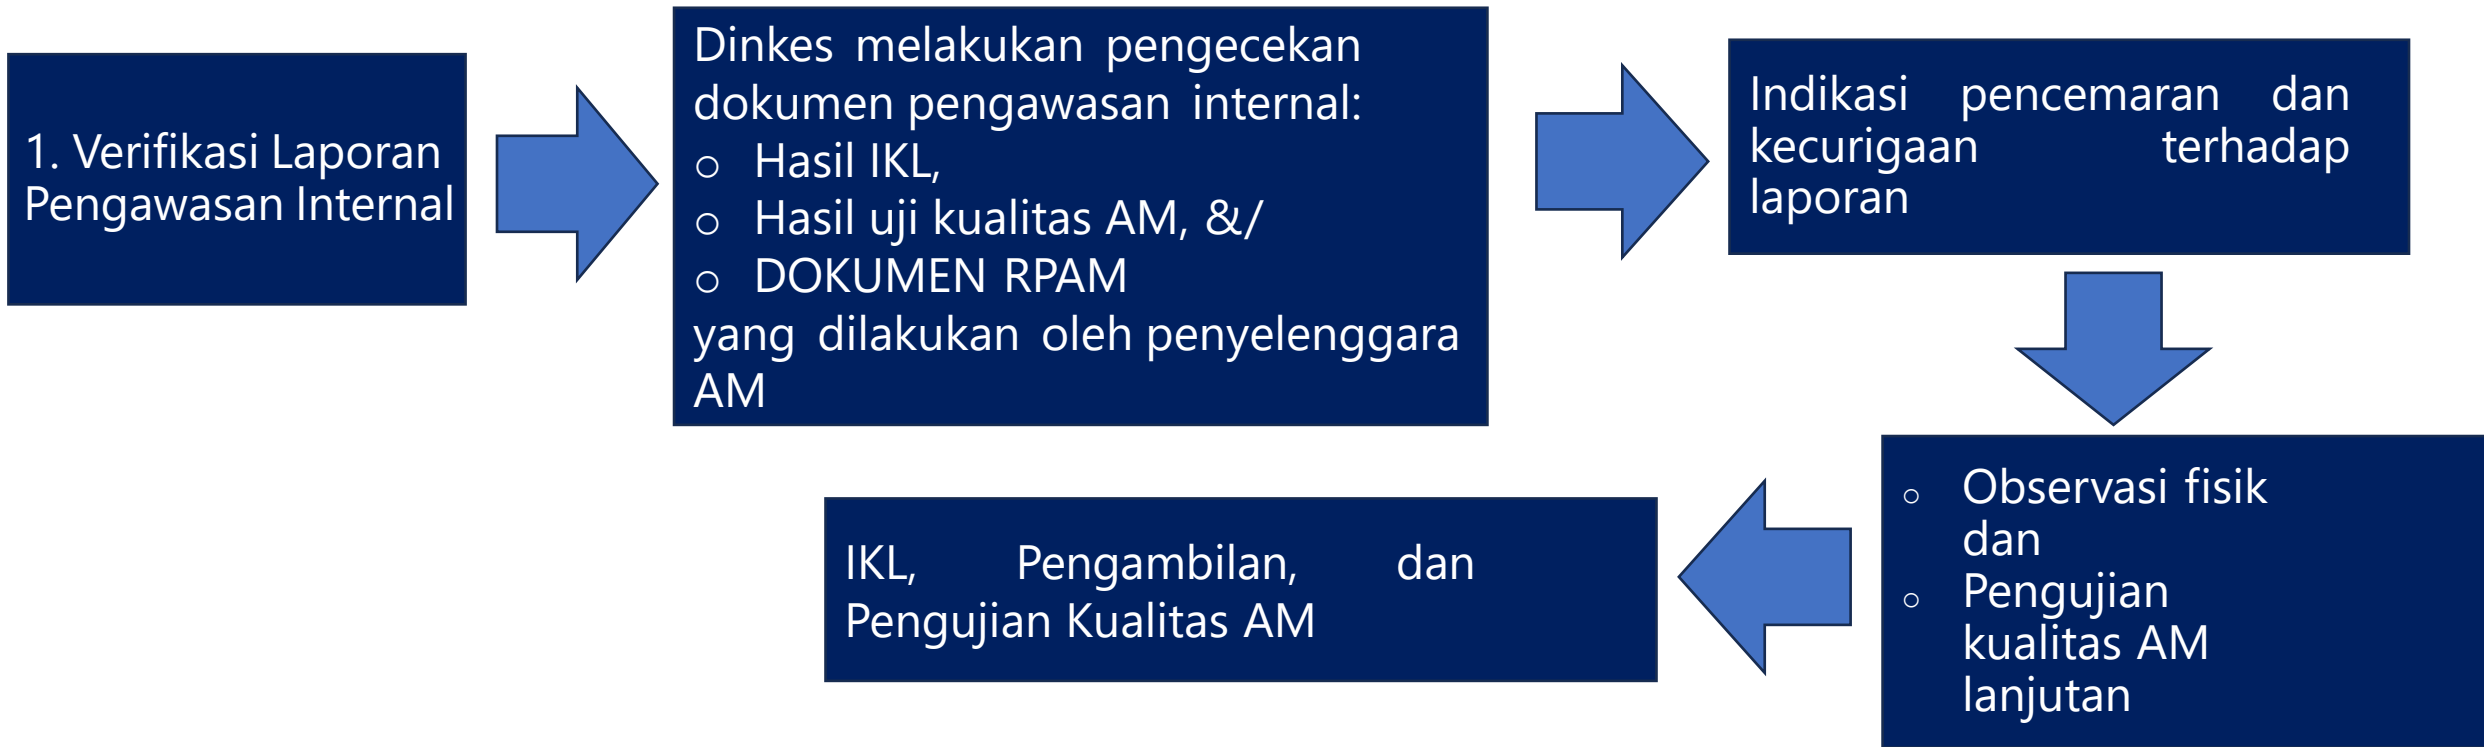 1. Verifikasi Laporan
Pengawasan Internal
Dinkes melakukan pengecekan
dokumen pengawasan internal:
o Hasil IKL,
o Hasil uji kualitas AM, &/
o DOKUMEN RPAM
yang dilakukan oleh penyelenggara
AM
Indikasi pencemaran dan
kecurigaan terhadap
laporan
o Observasi fisik
dan
o Pengujian
kualitas AM
lanjutan
IKL, Pengambilan, dan
Pengujian Kualitas AM